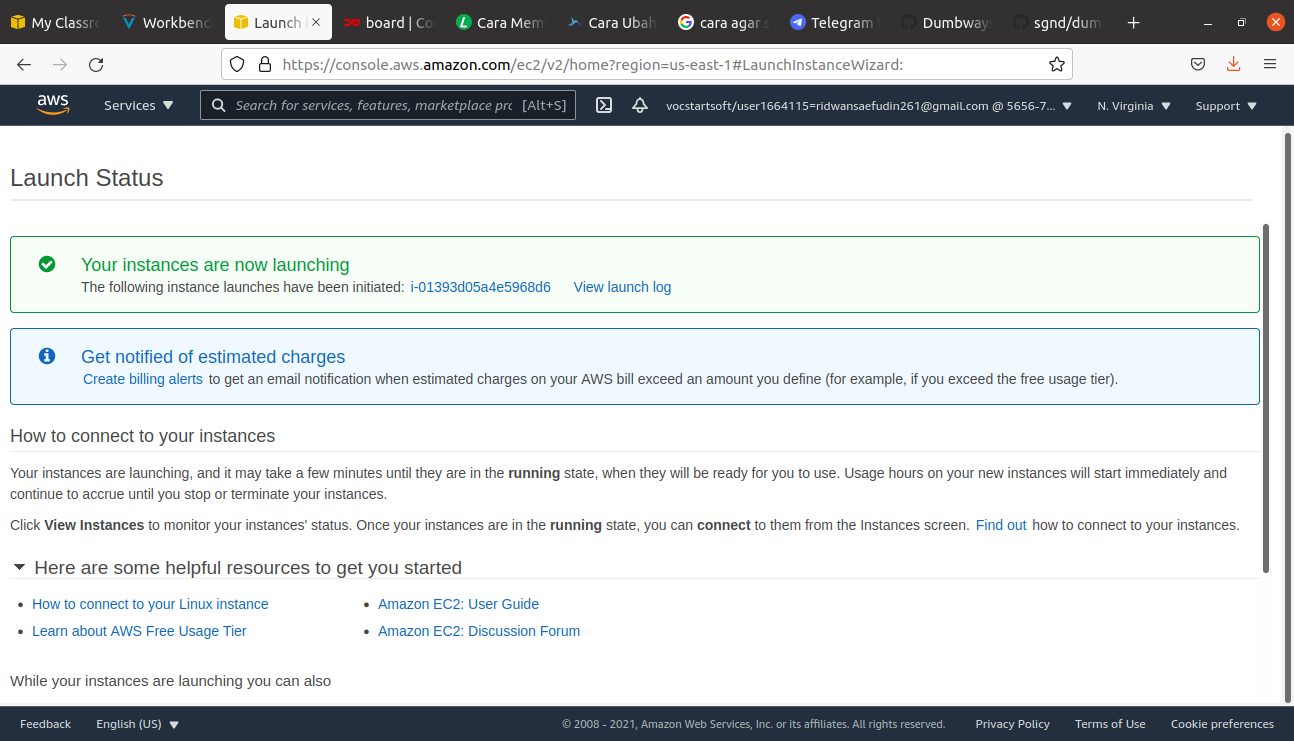 My Classr
Workbenc
Launch
board | Co
Cara Mem
Cara Ubah
cara agar s
Telegram
Dumbways
sgnd/dum
https://console.aws.amazon.com/ec2/v2/home?region=us-east-1#LaunchInstanceWizard:
aws Services Search for services, features, marketplace prc [Alt+S] vocstartsoft/user1664115=ridwansaefudin261@gmail.com @ 5656-7... N. Virginia Support
Launch Status
Your instances are now launching
The following instance launches have been initiated: i-01393d05a4e5968d6 View launch log
Get notified of estimated charges
Create billing alerts to get an email notification when estimated charges on your AWS bill exceed an amount you define (for example, if you exceed the free usage tier).
How to connect to your instances
Your instances are launching, and it may take a few minutes until they are in the running state, when they will be ready for you to use. Usage hours on your new instances will start immediately and
continue to accrue until you stop or terminate your instances.
Click View Instances to monitor your instances' status. Once your instances are in the running state, you can connect to them from the Instances screen. Find out how to connect to your instances.
Here are some helpful resources to get you started
• How to connect to your Linux instance
• Learn about AWS Free Usage Tier
• Amazon EC2: User Guide
• Amazon EC2: Discussion Forum
While your instances are launching you can also
Feedback English (US) © 2008 - 2021, Amazon Web Services, Inc. or its affiliates. All rights reserved. Privacy Policy Terms of Use Cookie preferences